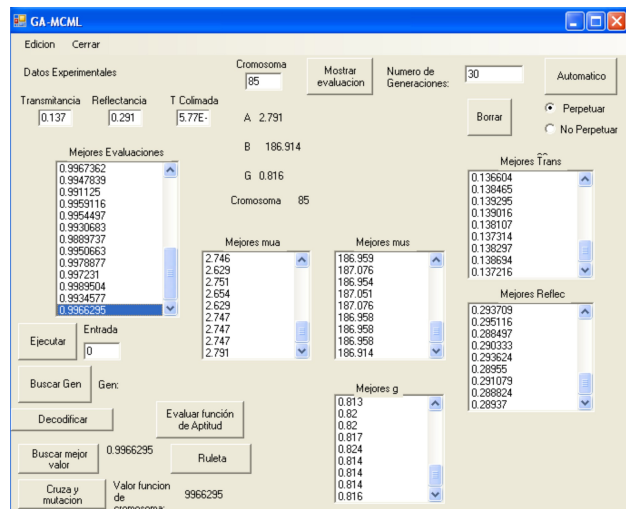 GA-MCML
Edicion Cerrar
Datos Experimentales
Cromosoma
85
Mostrar
evaluacion
Numero de
Generaciones:
30
Automatico
Transmitancia Reflectancia T Colimada
0.137 0.291 5.77E-
A 2.791
Borrar
Perpetuar
No Perpetuar
B 186.914
G 0.816
Cromosoma 85
Mejores Evaluaciones
0.9967362
0.9947839
0.991125
0.9959116
0.9954497
0.9930683
0.9889737
0.9950663
0.9978877
0.997231
0.9989504
0.9934577
0.9966295
Mejores Trans
0.136604
0.138465
0.139295
0.139016
0.138107
0.137314
0.138297
0.138694
0.137216
Mejores mua
2.746
2.629
2.751
2.654
2.629
2.747
2.747
2.747
2.791
Mejores mus
186.959
187.076
186.954
187.051
187.076
186.958
186.958
186.958
186.914
Mejores Reflec
0.293709
0.295116
0.288497
0.290333
0.293624
0.28955
0.291079
0.288824
0.28937
Ejecutar
Entrada
0
Buscar Gen Gen:
Mejores g
0.813
0.82
0.82
0.817
0.824
0.814
0.814
0.814
0.816
Decodificar
Evaluar función
de Aptitud
Buscar mejor
valor
0.9966295
Ruleta
Cruza y
mutacion
Valor funcion
de
cromosoma:
9966295